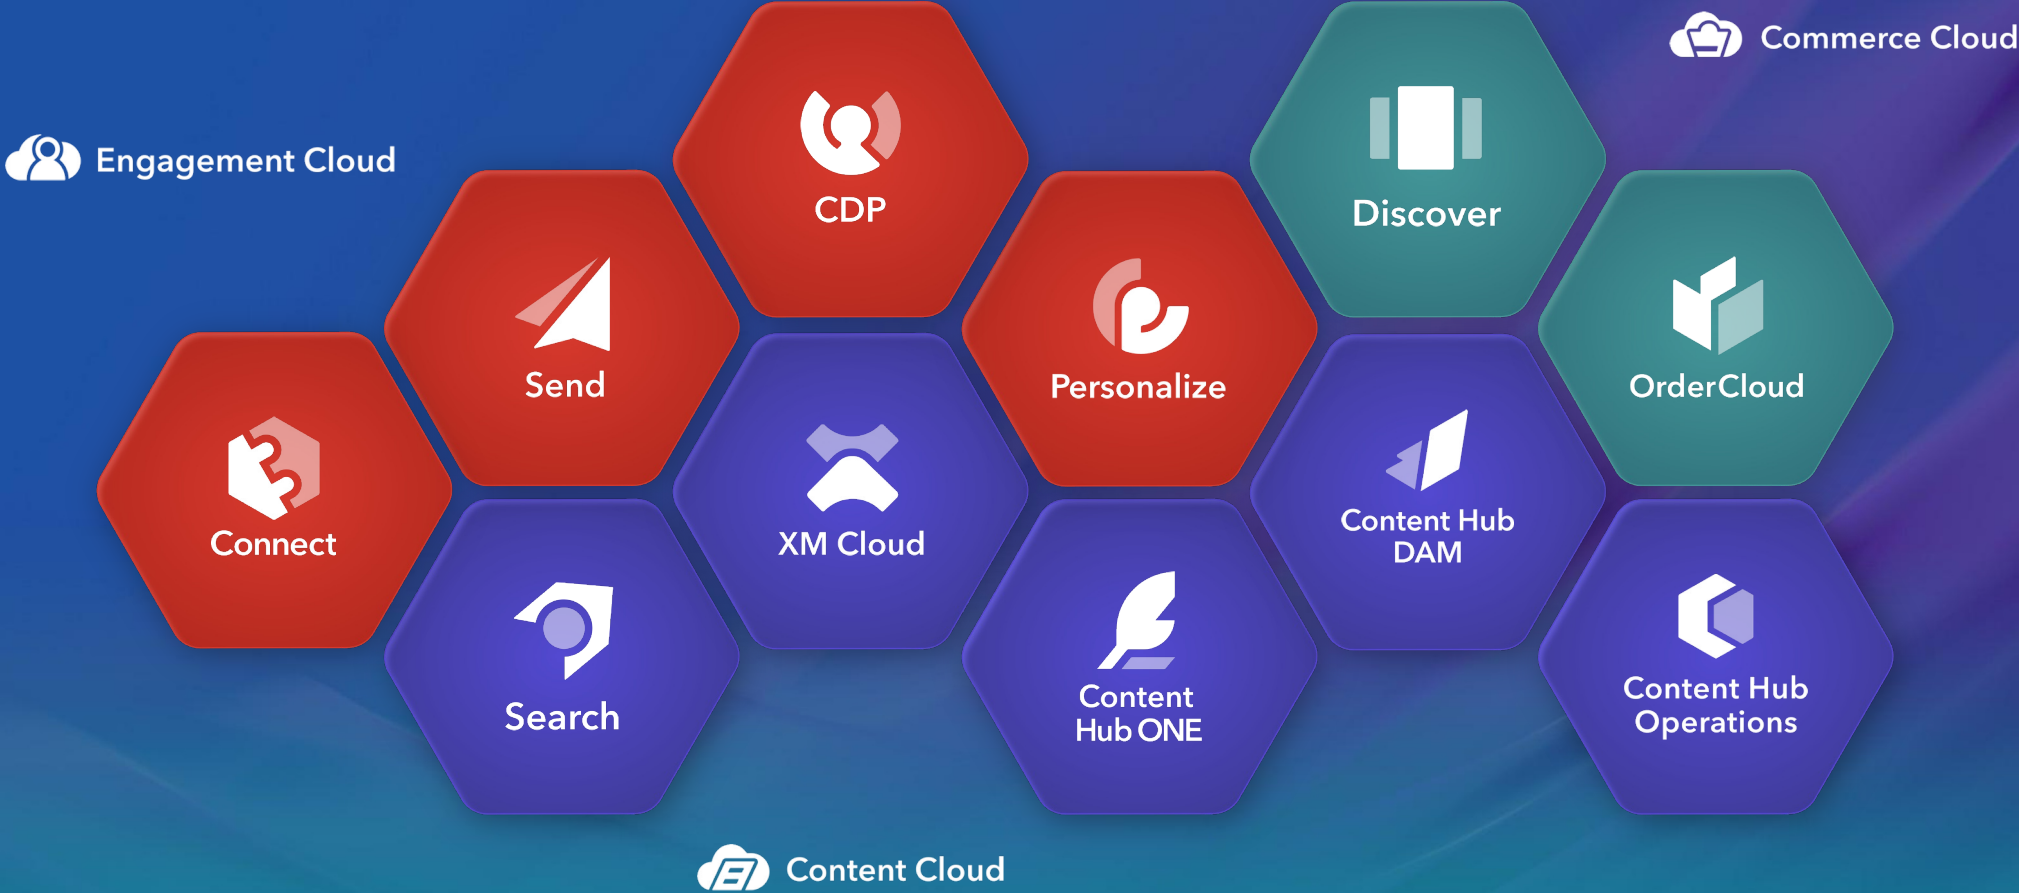 Commerce Cloud
Engagement Cloud
CDP
Discover
Send
Personalize
OrderCloud
Connect
XM Cloud
Content Hub
DAM
Search
Content
Hub ONE
Content Hub
Operations
Content Cloud